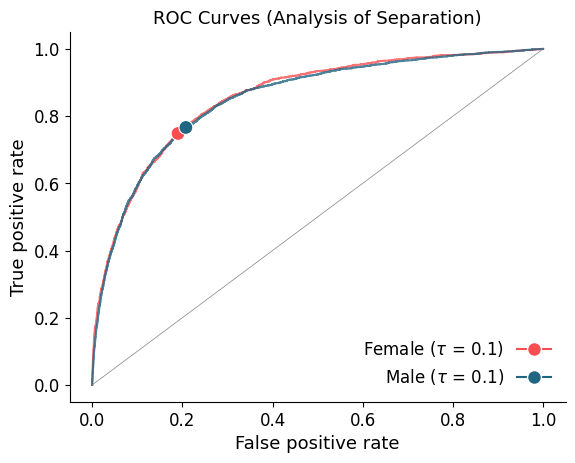 ROC Curves (Analysis of Separation)
True positive rate
1.0
0.8
0.6
0.4
0.2
0.0
Female (τ = 0.1)
Male (τ = 0.1)
0.0 0.2 0.4 0.6 0.8 1.0
False positive rate